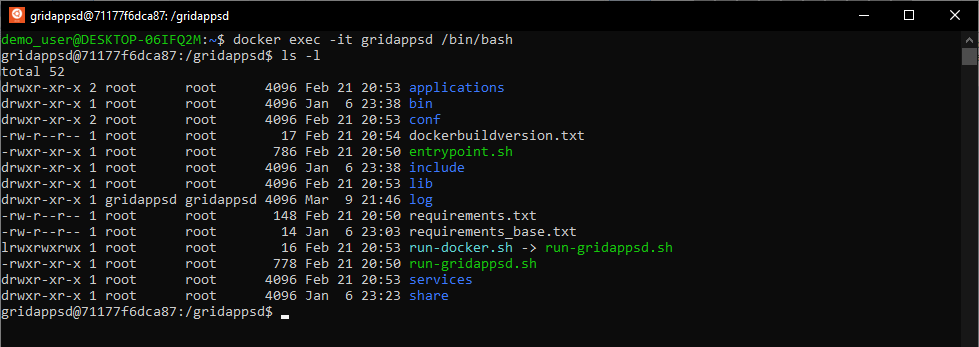 gridappsd@71177f6dca87: /gridappsd
demo_user@DESKTOP-06IFQ2M:~$ docker exec -it gridappsd /bin/bash
gridappsd@71177f6dca87:/gridappsd$ ls -l
total 52
drwxr-xr-x 2 root      root      4096 Feb 21 20:53 applications
drwxr-xr-x 1 root      root      4096 Jan  6 23:38 bin
drwxr-xr-x 2 root      root      4096 Feb 21 20:53 conf
-rw-r--r-- 1 root      root        17 Feb 21 20:54 dockerbuildversion.txt
-rwxr-xr-x 1 root      root       786 Feb 21 20:50 entrypoint.sh
drwxr-xr-x 1 root      root      4096 Jan  6 23:38 include
drwxr-xr-x 1 root      root      4096 Feb 21 20:53 lib
drwxr-xr-x 1 gridappsd gridappsd 4096 Mar  9 21:46 log
-rw-r--r-- 1 root      root       148 Feb 21 20:50 requirements.txt
-rw-r--r-- 1 root      root        14 Jan  6 23:03 requirements_base.txt
lrwxrwxrwx 1 root      root        16 Feb 21 20:53 run-docker.sh -> run-gridappsd.sh
-rwxr-xr-x 1 root      root       778 Feb 21 20:50 run-gridappsd.sh
drwxr-xr-x 1 root      root      4096 Feb 21 20:53 services
drwxr-xr-x 1 root      root      4096 Jan  6 23:23 share
gridappsd@71177f6dca87:/gridappsd$